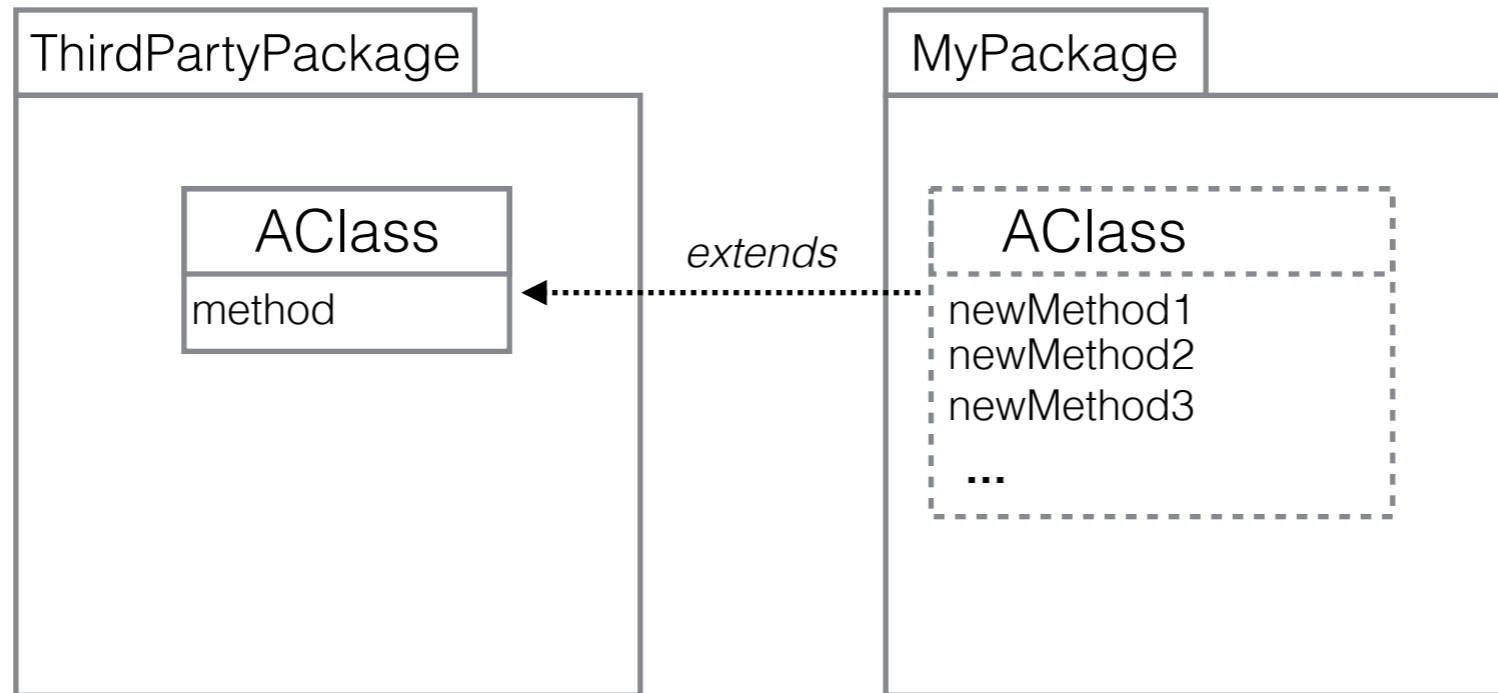 ThirdPartyPackage
AClass
method
extends
MyPackage
AClass
newMethod1
newMethod2
newMethod3
...